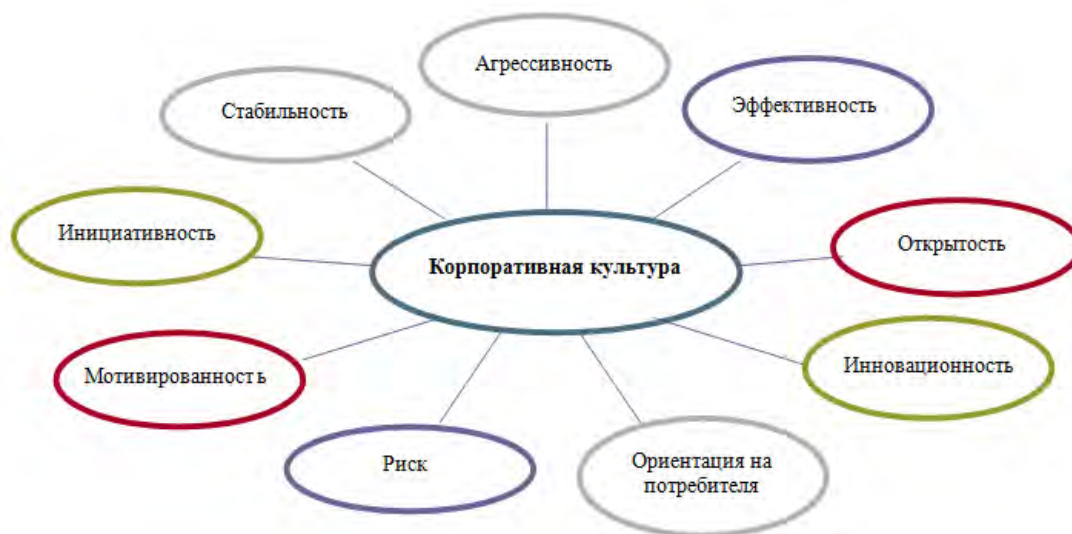 Агрессивность
Стабильность
Эффективность
Инициативность
Открытость
Корпоративная культура
Мотивированность
Инновационность
Риск
Ориентация на
потребителя